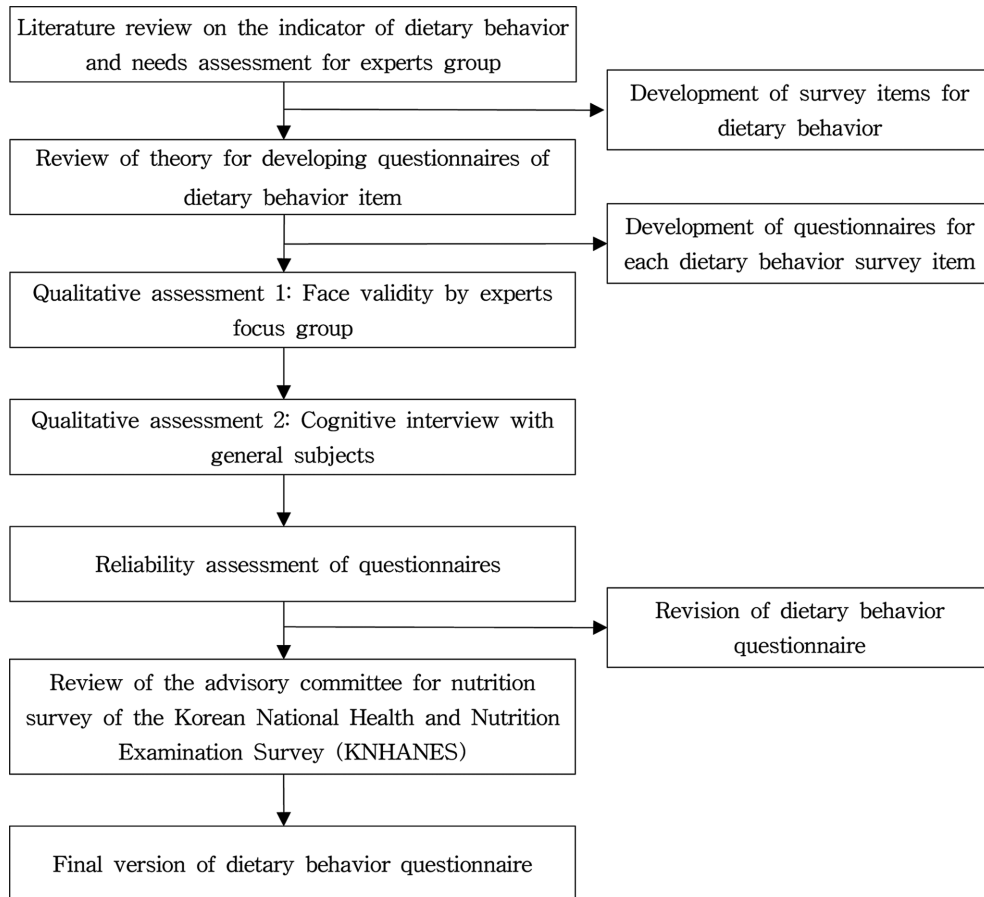 Literature review on the indicator of dietary behavior
and needs assessment for experts group
Development of survey items for
dietary behavior
Review of theory for developing questionnaires of
dietary behavior item
Development of questionnaires for
each dietary behavior survey item
Qualitative assessment 1: Face validity by experts
focus group
Qualitative assessment 2: Cognitive interview with
general subjects
Reliability assessment of questionnaires
Revision of dietary behavior
questionnaire
Review of the advisory committee for nutrition
survey of the Korean National Health and Nutrition
Examination Survey (KNHANES)
Final version of dietary behavior questionnaire